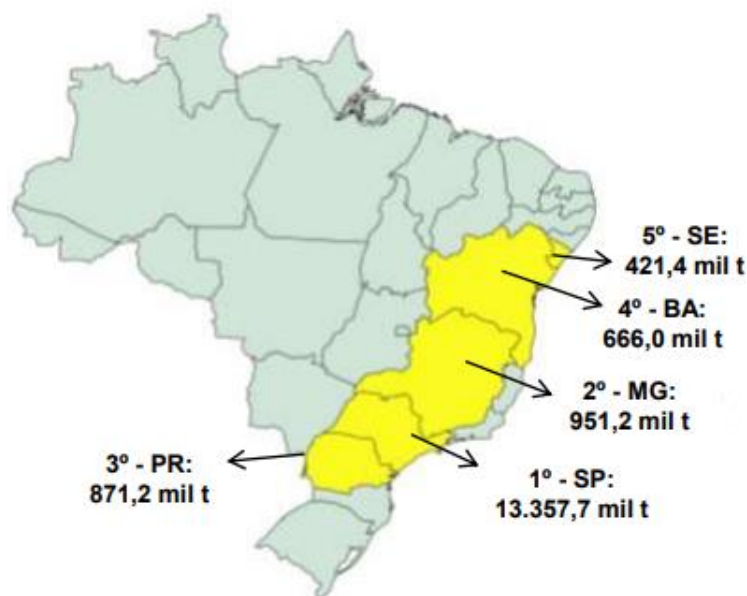 5º - SE:
421,4 mil t
4º - BA:
666,0 mil t
2º - MG:
951,2 mil t
3º - PR:
871,2 mil t
1º - SP:
13.357,7 mil t